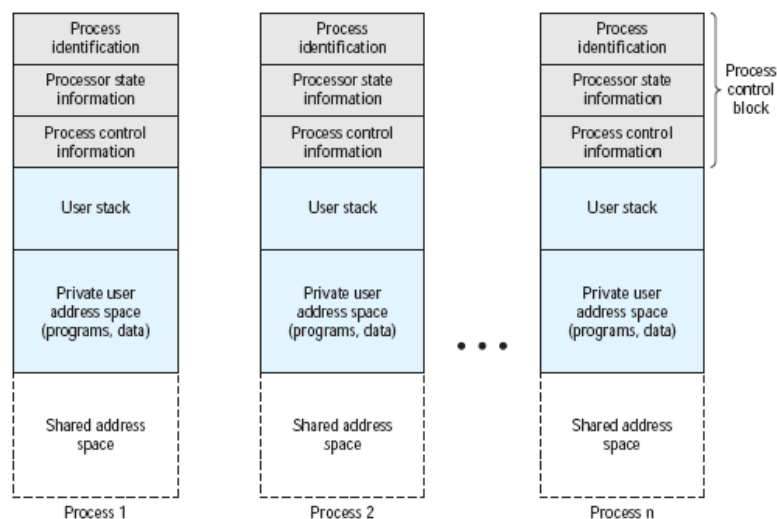 Process
identification
Processor state
information
Process control
information
User stack
Private user
address space
(programs, data)
Shared address
space
Process 1
Process
identification
Processor state
information
Process control
information
User stack
Private user
address space
(programs, data)
Shared address
space
Process 2
• • •
Process
identification
Processor state
information
Process control
information
User stack
Private user
address space
(programs, data)
Shared address
space
Process n
Process
control
block